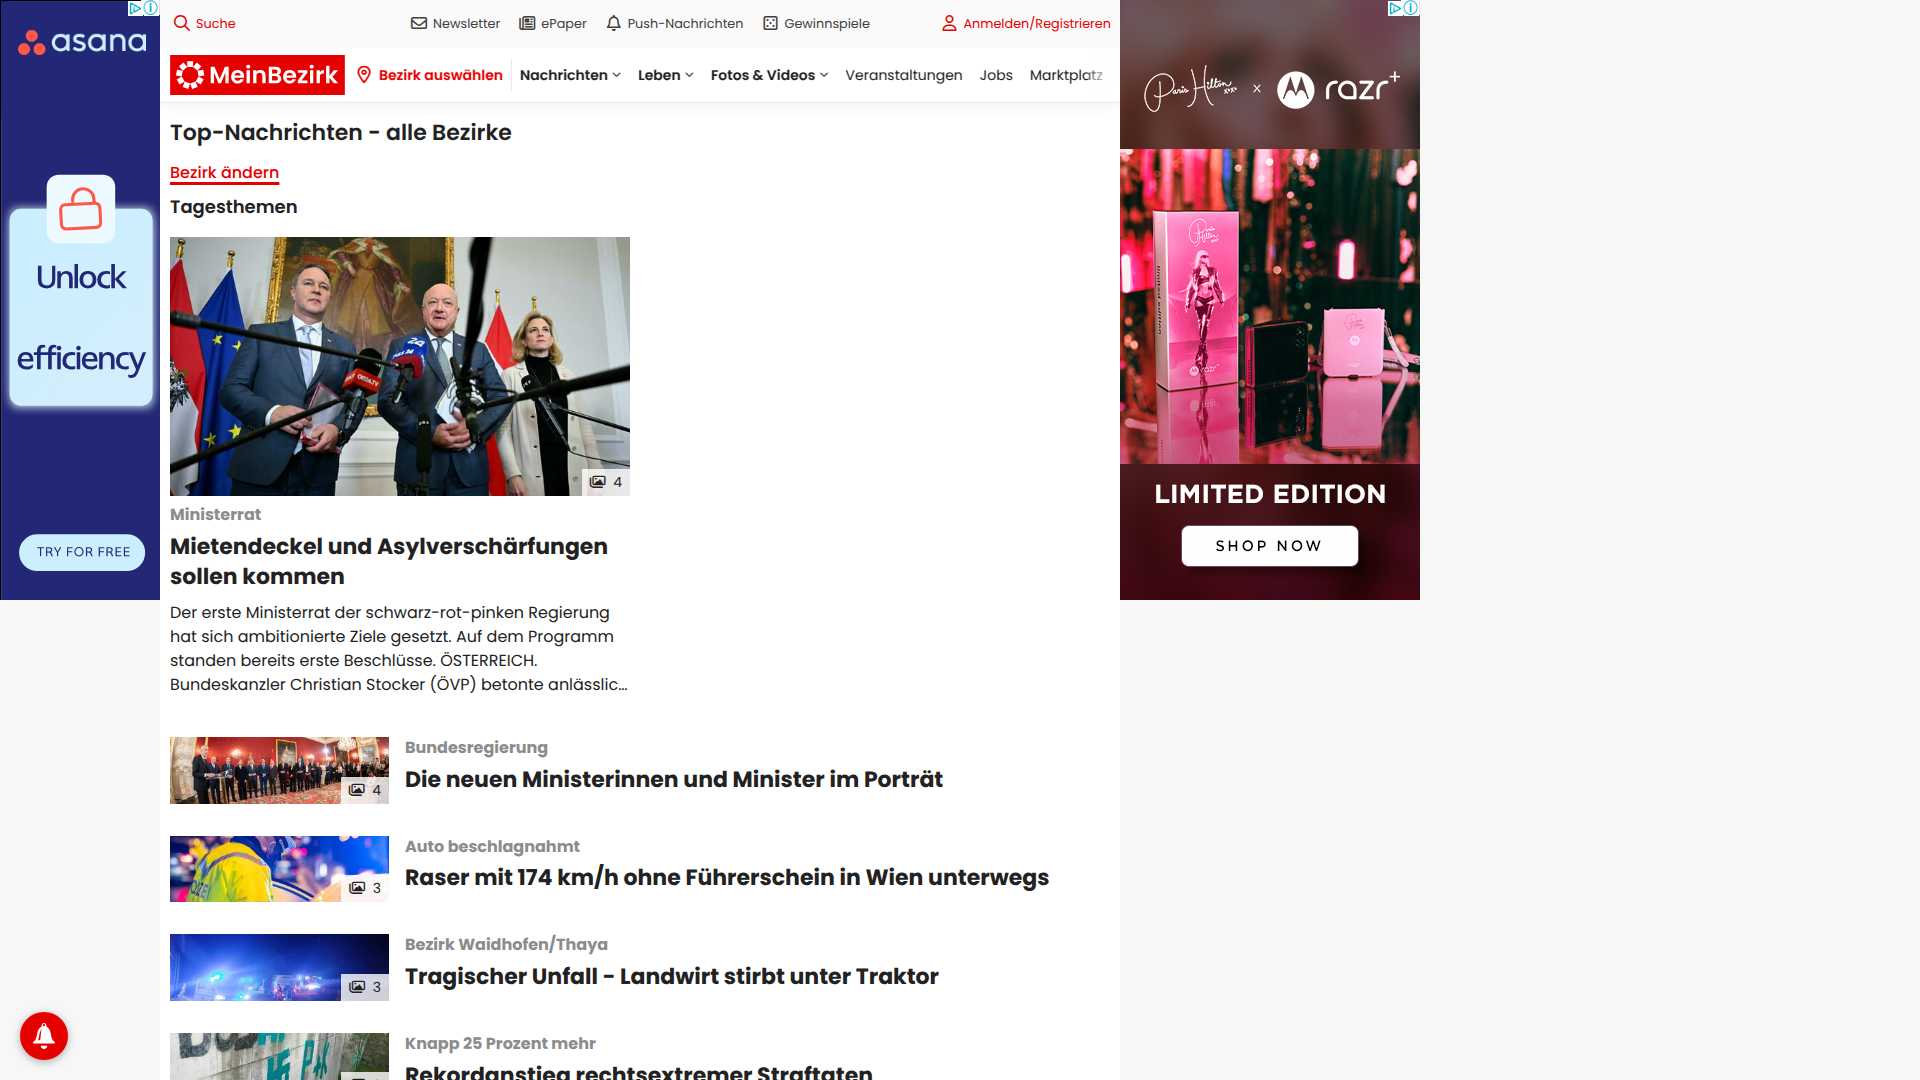 asana
Unlock
efficiency
TRY FOR FREE
Suche
Newsletter
ePaper
Push-Nachrichten
Gewinnspiele
Anmelden/Registrieren
MeinBezirk
Bezirk auswählen
Nachrichten
Leben
Fotos & Videos
Veranstaltungen
Jobs
Marktplatz
Top-Nachrichten - alle Bezirke
Bezirk ändern
Tagesthemen
4
Ministerrat
Mietendeckel und Asylverschärfungen
sollen kommen
Der erste Ministerrat der schwarz-rot-pinken Regierung
hat sich ambitionierte Ziele gesetzt. Auf dem Programm
standen bereits erste Beschlüsse. ÖSTERREICH.
Bundeskanzler Christian Stocker (ÖVP) betonte anlässlic...
4
Bundesregierung
Die neuen Ministerinnen und Minister im Porträt
3
Auto beschlagnahmt
Raser mit 174 km/h ohne Führerschein in Wien unterwegs
3
Bezirk Waidhofen/Thaya
Tragischer Unfall - Landwirt stirbt unter Traktor
Knapp 25 Prozent mehr
Rekordanstieg rechtsextremer Straftaten
Paris Hilton x razr+
LIMITED EDITION
SHOP NOW